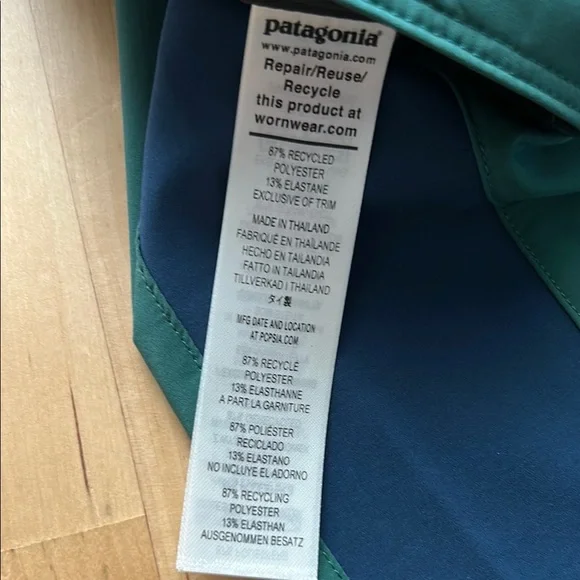 patagonia®
www.patagonia.com
Repair/Reuse/
Recycle
this product at
wornwear.com
87% RECYCLED
POLYESTER
13% ELASTANE
EXCLUSIVE OF TRIM
MADE IN THAILAND
FABRIQUÉ EN THAÏLANDE
HECHO EN TAILANDIA
FATTO IN TAILANDIA
TILLVERKAD I THAILAND
タイ製
MFG DATE AND LOCATION
AT PCPSIA.COM
87% RECYCLÉ
POLYESTER
13% ELASTHANNE
A PART LA GARNITURE
87% POLIÉSTER
RECICLADO
13% ELASTANO
NO INCLUYE EL ADORNO
87% RECYCLING
POLYESTER
13% ELASTHAN
AUSGENOMMEN BESATZ